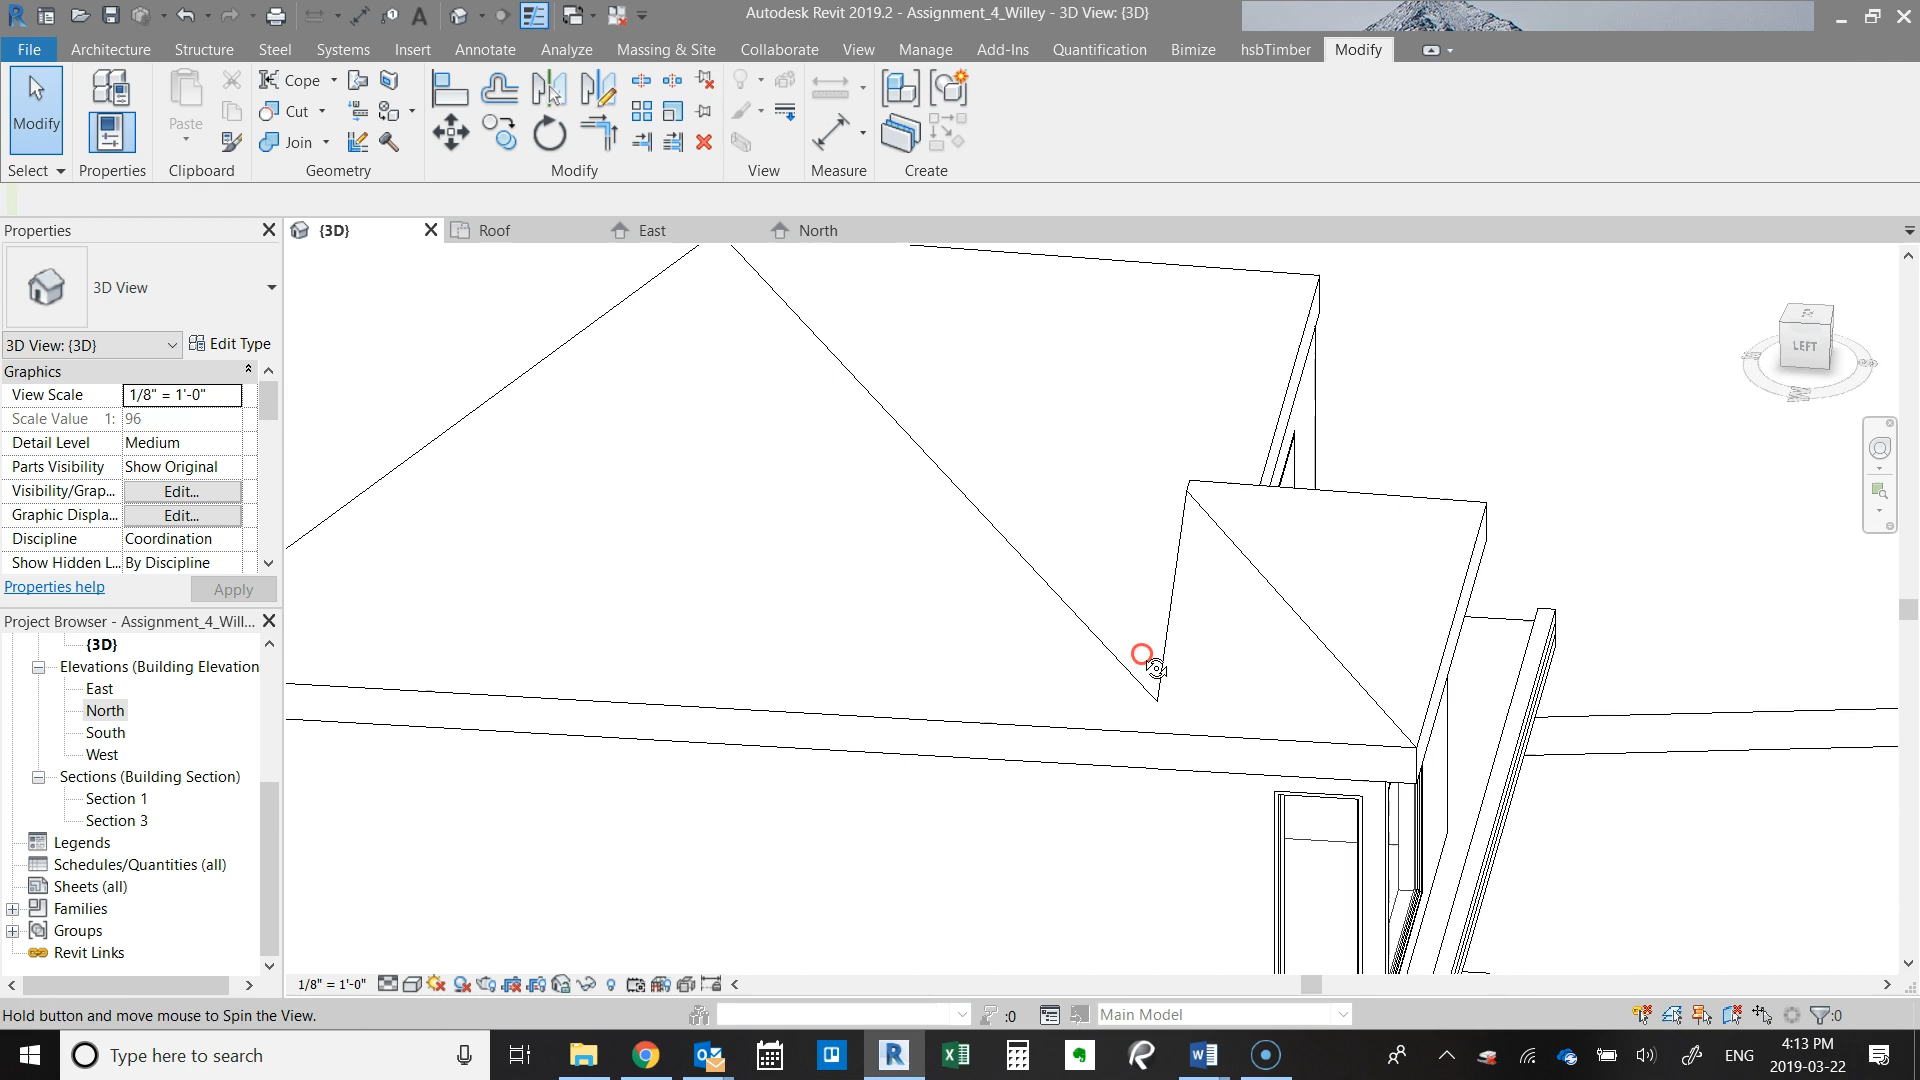 Autodesk Revit 2019.2 - Assignment_4_Willey - 3D View: {3D}
File Architecture Structure Steel Systems Insert Annotate Analyze Massing & Site Collaborate View Manage Add-Ins Quantification Bimize hsbTimber Modify
Modify Paste Cope Cut Join
Select Properties Clipboard Geometry Modify View Measure Create
Properties
{3D} Roof East North
3D View
3D View: {3D} Edit Type
Graphics
View Scale 1/8" = 1'-0"
Scale Value 1: 96
Detail Level Medium
Parts Visibility Show Original
Visibility/Grap... Edit...
Graphic Displa... Edit...
Discipline Coordination
Show Hidden L... By Discipline
Properties help Apply
LEFT
Project Browser - Assignment_4_Will...
{3D}
Elevations (Building Elevation
East
North
South
West
Sections (Building Section)
Section 1
Section 3
Legends
Schedules/Quantities (all)
Sheets (all)
Families
Groups
Revit Links
1/8" = 1'-0"
Hold button and move mouse to Spin the View. :0 Main Model :0
Type here to search ENG 4:13 PM
2019-03-22